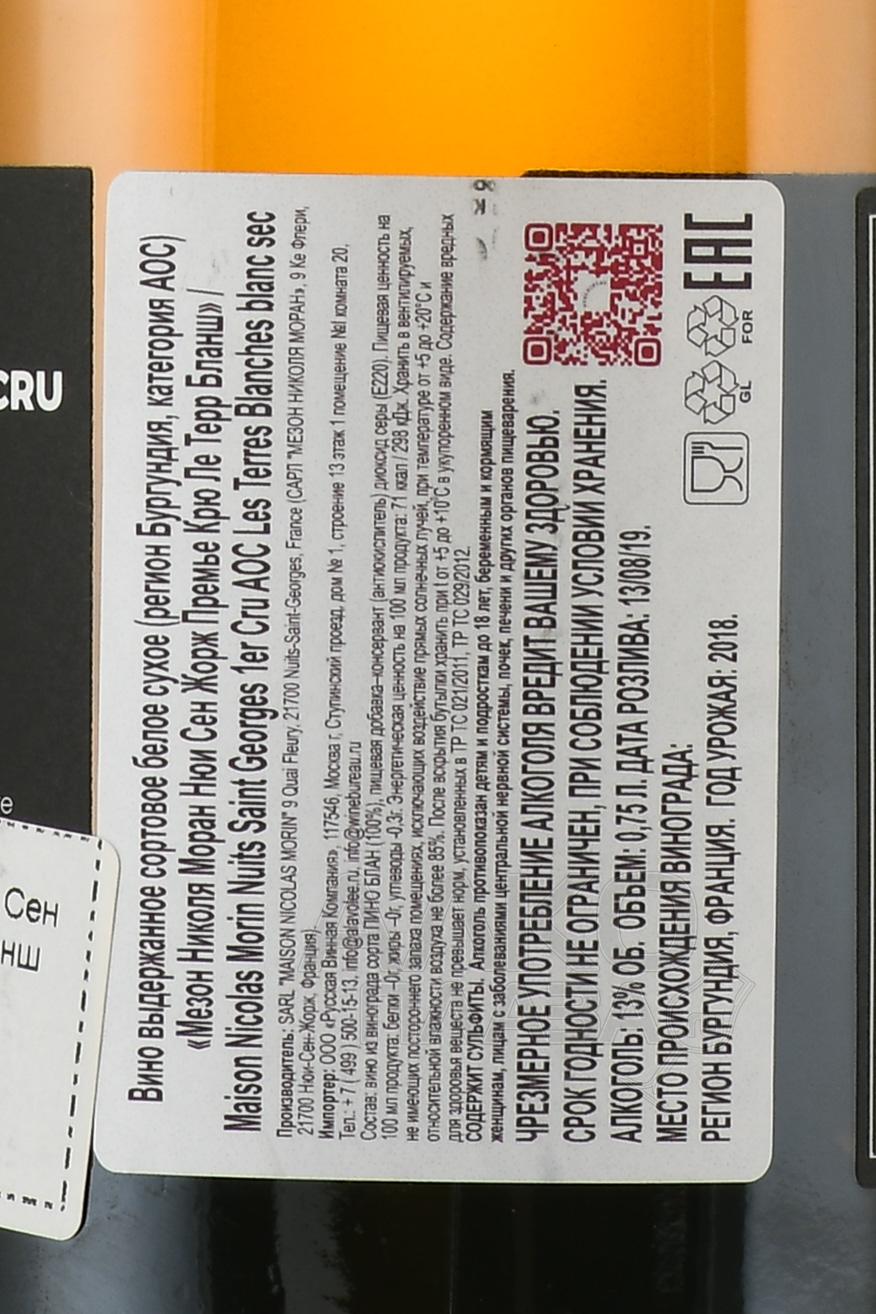 Вино выдержанное сортовое белое сухое (регион Бургундия, категория АОС)
«Мезон Николя Моран Нюи Сен Жорж Премье Крю Ле Терр Бланш» /
Maison Nicolas Morin Nuits Saint Georges 1er Cru AOC Les Terres Blanches blanc sec
Производитель: SARL "MAISON NICOLAS MORIN" 9 Quai Fleury, 21700 Nuits-Saint-Georges, France (САРЛ "МЕЗОН НИКОЛЯ МОРАН», 9 Ке Флери,
21700 Нюи-Сен-Жорж, Франция).
Импортер: ООО «Русская Винная Компания», 117546, Москва г, Ступинский проезд, дом № 1, строение 13 этаж 1 помещение №I комната 20,
Тел.: +7 ( 499 ) 500-15-13, info@alavolee.ru, info@winebureau.ru
Состав: вино из винограда сорта ПИНО БЛАН (100%), пищевая добавка–консервант (антиокислитель) диоксид серы (Е220). Пищевая ценность на
100 мл продукта: белки –0г, жиры –0г, углеводы -0,3г. Энергетическая ценность на 100 мл продукта: 71 ккал / 298 кДж. Хранить в вентилируемых,
не имеющих постороннего запаха помещениях, исключающих воздействие прямых солнечных лучей, при температуре от +5 до +20°С и
относительной влажности воздуха не более 85%. После вскрытия бутылки хранить при t от +5 до +10°С в укупоренном виде. Содержание вредных
для здоровья веществ не превышает норм, установленных в ТР ТС 021/2011, ТР ТС 029/2012.
СОДЕРЖИТ СУЛЬФИТЫ. Алкоголь противопоказан детям и подросткам до 18 лет, беременным и кормящим
женщинам, лицам с заболеваниями центральной нервной системы, почек, печени и других органов пищеварения.
ЧРЕЗМЕРНОЕ УПОТРЕБЛЕНИЕ АЛКОГОЛЯ ВРЕДИТ ВАШЕМУ ЗДОРОВЬЮ.
СРОК ГОДНОСТИ НЕ ОГРАНИЧЕН, ПРИ СОБЛЮДЕНИИ УСЛОВИЙ ХРАНЕНИЯ.
АЛКОГОЛЬ: 13% ОБ. ОБЪЕМ: 0,75 Л. ДАТА РОЗЛИВА: 13/08/19.
МЕСТО ПРОИСХОЖДЕНИЯ ВИНОГРАДА:
РЕГИОН БУРГУНДИЯ, ФРАНЦИЯ. ГОД УРОЖАЯ: 2018.
GL
FOR
EAC
CRU
Сен
НЕ